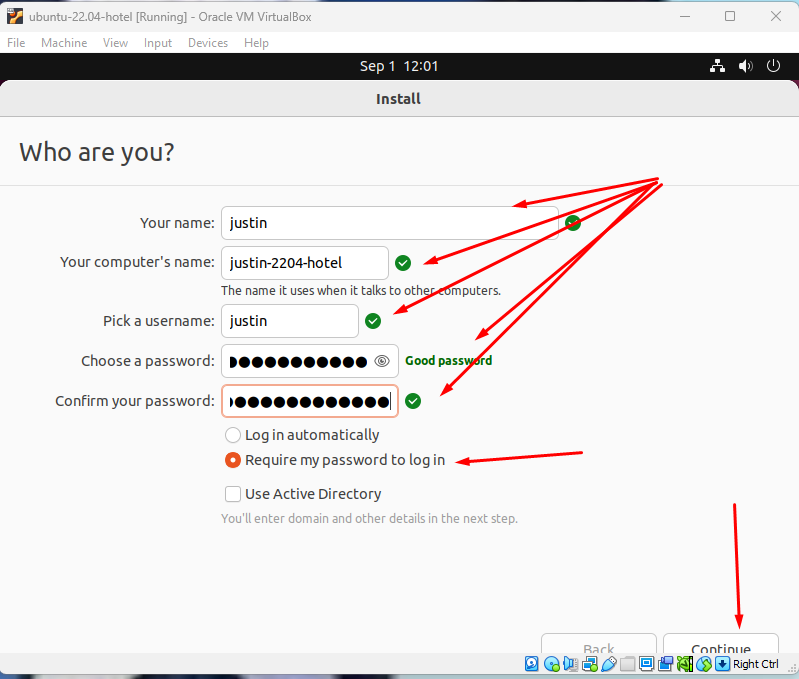 ubuntu-22.04-hotel [Running] - Oracle VM VirtualBox
File Machine View Input Devices Help
Sep 1 12:01
Install
Who are you?
Your name: justin
Your computer's name: justin-2204-hotel
The name it uses when it talks to other computers.
Pick a username: justin
Choose a password: Good password
Confirm your password:
Log in automatically
Require my password to log in
Use Active Directory
You'll enter domain and other details in the next step.
Back Continue
Right Ctrl